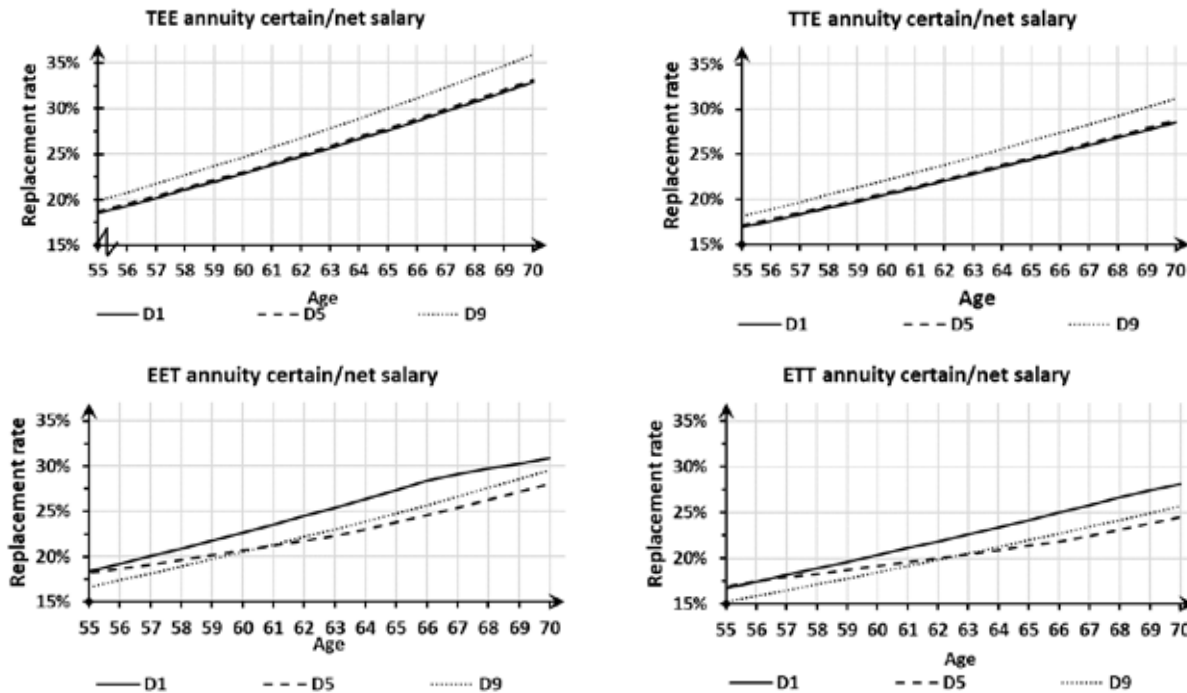 TEE annuity certain/net salary
Replacement rate
35%
30%
25%
20%
15%
55 56 57 58 59 60 61 62 63 64 65 66 67 68 69 70
Age
D1 D5 D9
TTE annuity certain/net salary
Replacement rate
35%
30%
25%
20%
15%
55 56 57 58 59 60 61 62 63 64 65 66 67 68 69 70
Age
D1 D5 D9
EET annuity certain/net salary
Replacement rate
35%
30%
25%
20%
15%
55 56 57 58 59 60 61 62 63 64 65 66 67 68 69 70
Age
D1 D5 D9
ETT annuity certain/net salary
Replacement rate
35%
30%
25%
20%
15%
55 56 57 58 59 60 61 62 63 64 65 66 67 68 69 70
Age
D1 D5 D9